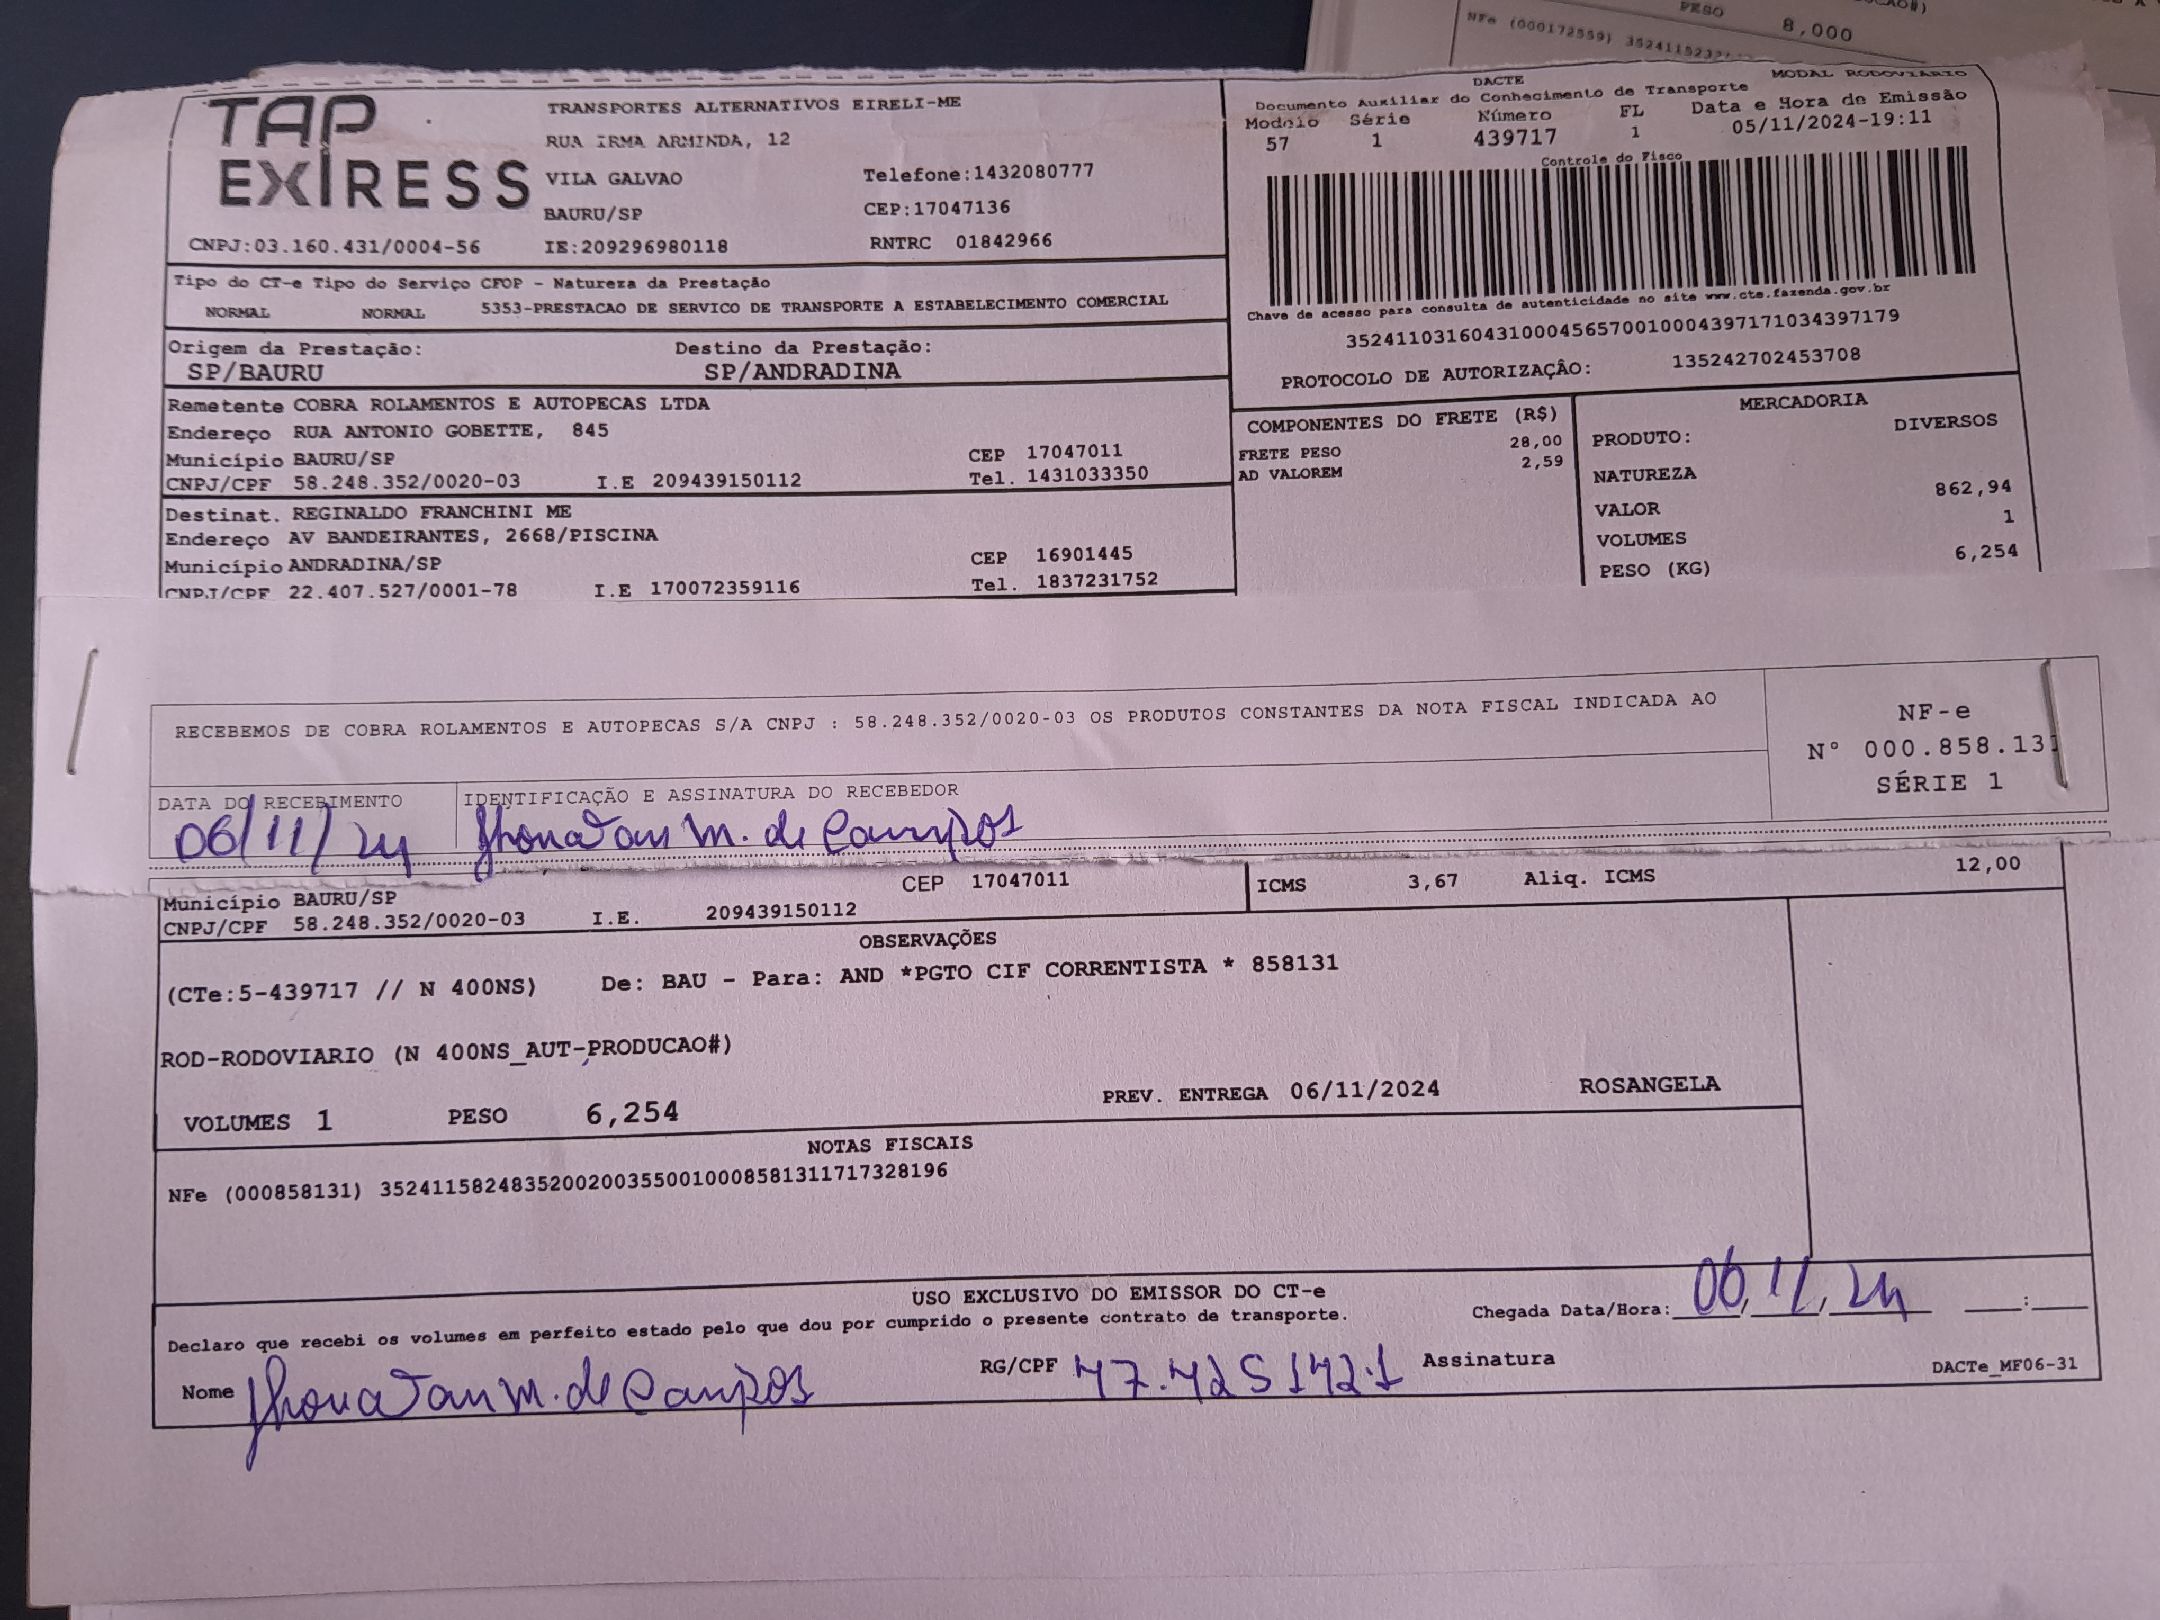 PESO 8,000
NFe (000172559)
TAP EXPRESS
TRANSPORTES ALTERNATIVOS EIRELI-ME
RUA IRMA ARMINDA, 12
VILA GALVAO Telefone:1432080777
BAURU/SP CEP:17047136
CNPJ:03.160.431/0004-56 IE:209296980118 RNTRC 01842966
DACTE MODAL RODOVIARIO
Documento Auxiliar do Conhecimento de Transporte
Modelo Série Número FL Data e Hora de Emissão
57 1 439717 1 05/11/2024-19:11
Controle do Fisco
Chave de acesso para consulta de autenticidade no site www.cte.fazenda.gov.br
35241103160431000456570010004397171034397179
PROTOCOLO DE AUTORIZAÇÂO: 135242702453708
Tipo do CT-e Tipo do Serviço CFOP - Natureza da Prestação
NORMAL NORMAL 5353-PRESTACAO DE SERVICO DE TRANSPORTE A ESTABELECIMENTO COMERCIAL
Origem da Prestação: Destino da Prestação:
SP/BAURU SP/ANDRADINA
Remetente COBRA ROLAMENTOS E AUTOPECAS LTDA
Endereço RUA ANTONIO GOBETTE, 845
Município BAURU/SP CEP 17047011
CNPJ/CPF 58.248.352/0020-03 I.E 209439150112 Tel. 1431033350
Destinat. REGINALDO FRANCHINI ME
Endereço AV BANDEIRANTES, 2668/PISCINA
Município ANDRADINA/SP CEP 16901445
CNPJ/CPF 22.407.527/0001-78 I.E 170072359116 Tel. 1837231752
COMPONENTES DO FRETE (R$)
FRETE PESO 28,00
AD VALOREM 2,59
MERCADORIA
PRODUTO: DIVERSOS
NATUREZA
VALOR 862,94
VOLUMES 1
PESO (KG) 6,254
RECEBEMOS DE COBRA ROLAMENTOS E AUTOPECAS S/A CNPJ : 58.248.352/0020-03 OS PRODUTOS CONSTANTES DA NOTA FISCAL INDICADA AO
NF-e
Nº 000.858.131
SÉRIE 1
DATA DO RECEBIMENTO IDENTIFICAÇÃO E ASSINATURA DO RECEBEDOR
06/11/24 Jhonatan M. de Campos
Município BAURU/SP CEP 17047011
CNPJ/CPF 58.248.352/0020-03 I.E. 209439150112
ICMS 3,67 Aliq. ICMS 12,00
OBSERVAÇÕES
(CTe:5-439717 // N 400NS) De: BAU - Para: AND *PGTO CIF CORRENTISTA * 858131
ROD-RODOVIARIO (N 400NS_AUT-PRODUCAO#)
VOLUMES 1 PESO 6,254 PREV. ENTREGA 06/11/2024 ROSANGELA
NOTAS FISCAIS
NFe (000858131) 35241158248352002003550010008581311717328196
USO EXCLUSIVO DO EMISSOR DO CT-e
Declaro que recebi os volumes em perfeito estado pelo que dou por cumprido o presente contrato de transporte.
Chegada Data/Hora: 06/11/24 __:__
Nome Jhonatan M. de Campos RG/CPF 47.425142-1 Assinatura
DACTe_MF06-31